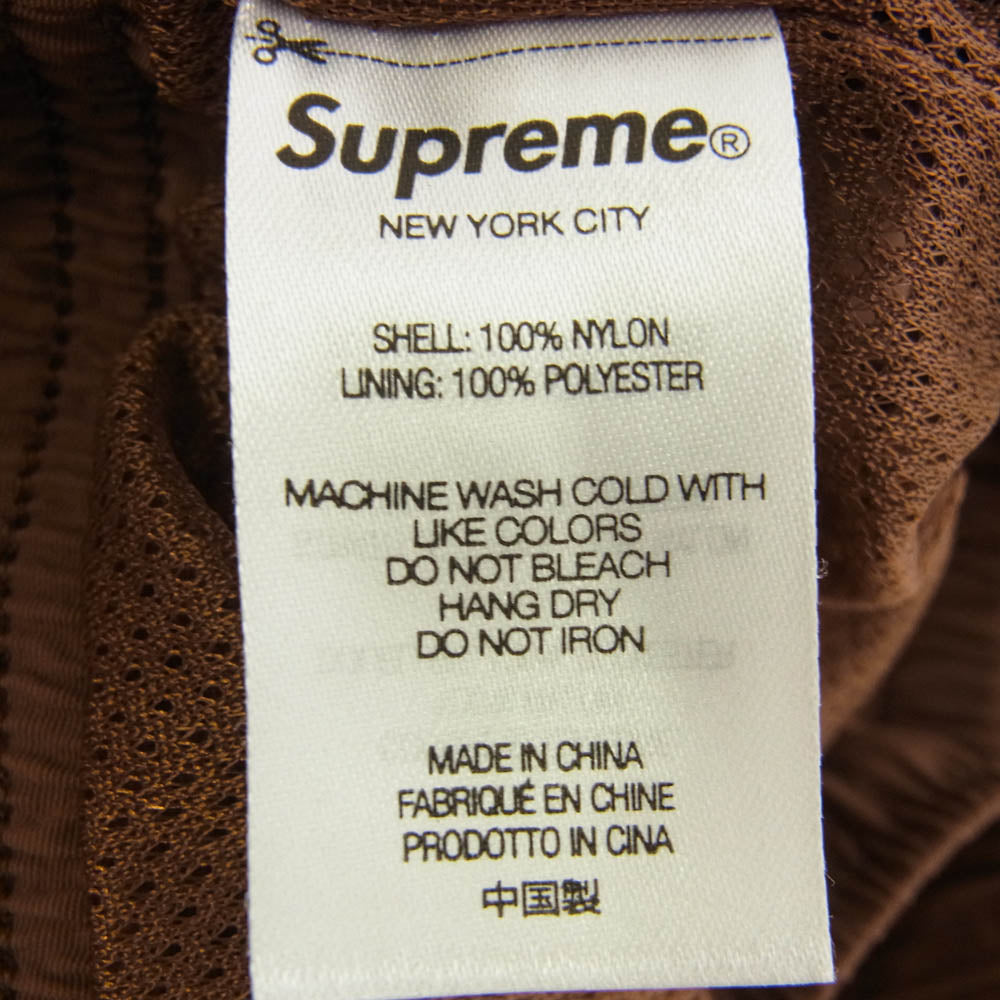 Supreme®
NEW YORK CITY
SHELL: 100% NYLON
LINING: 100% POLYESTER
MACHINE WASH COLD WITH
LIKE COLORS
DO NOT BLEACH
HANG DRY
DO NOT IRON
MADE IN CHINA
FABRIQUÉ EN CHINE
PRODOTTO IN CINA
中国製